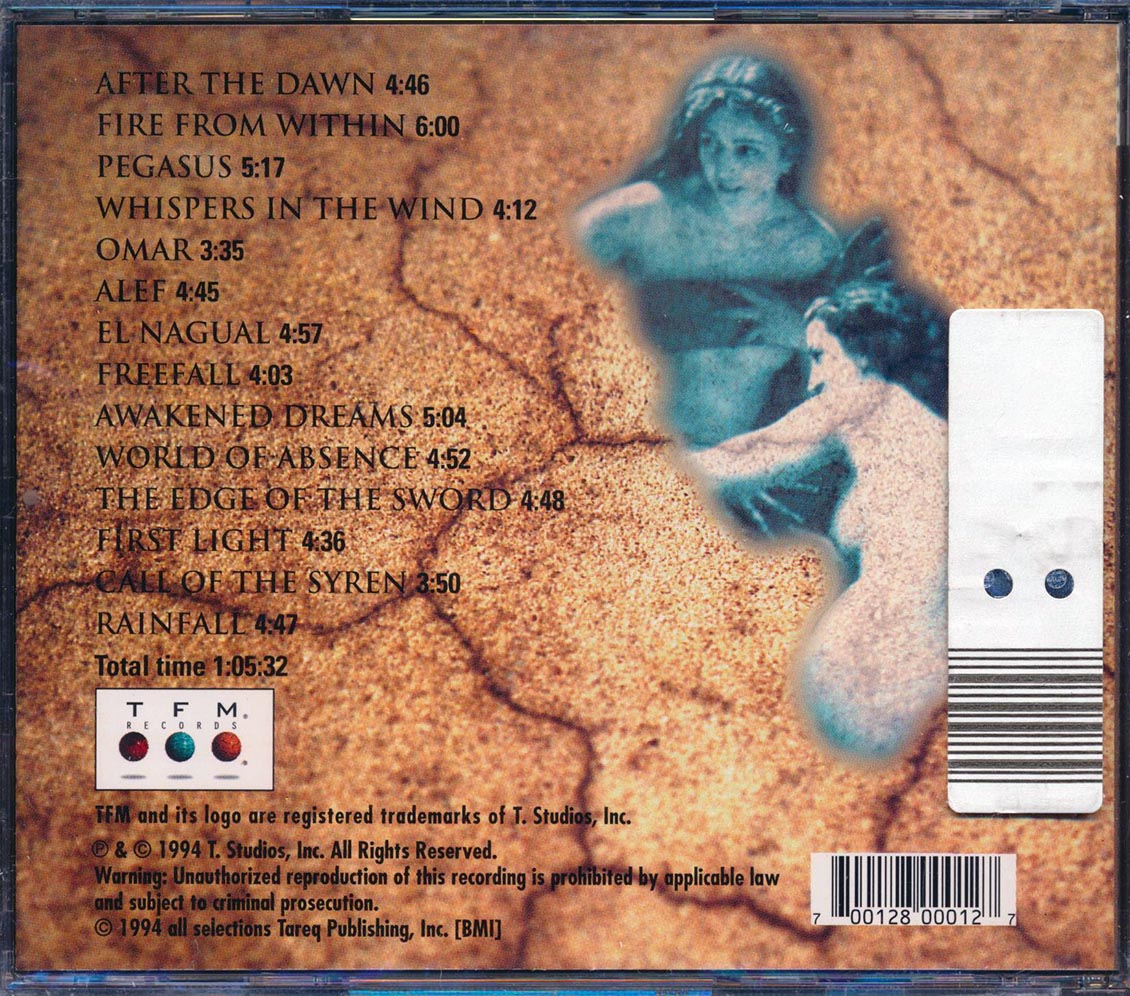 AFTER THE DAWN 4:46
FIRE FROM WITHIN 6:00
PEGASUS 5:17
WHISPERS IN THE WIND 4:12
OMAR 3:35
ALEF 4:45
EL NAGUAL 4:57
FREEFALL 4:03
AWAKENED DREAMS 5:04
WORLD OF ABSENCE 4:52
THE EDGE OF THE SWORD 4:48
FIRST LIGHT 4:36
CALL OF THE SYREN 3:50
RAINFALL 4:47
Total time 1:05:32
TFM®
RECORDS
TFM and its logo are registered trademarks of T. Studios, Inc.
℗ & © 1994 T. Studios, Inc. All Rights Reserved.
Warning: Unauthorized reproduction of this recording is prohibited by applicable law
and subject to criminal prosecution.
© 1994 all selections Tareq Publishing, Inc. [BMI]
7 00128 00012 7